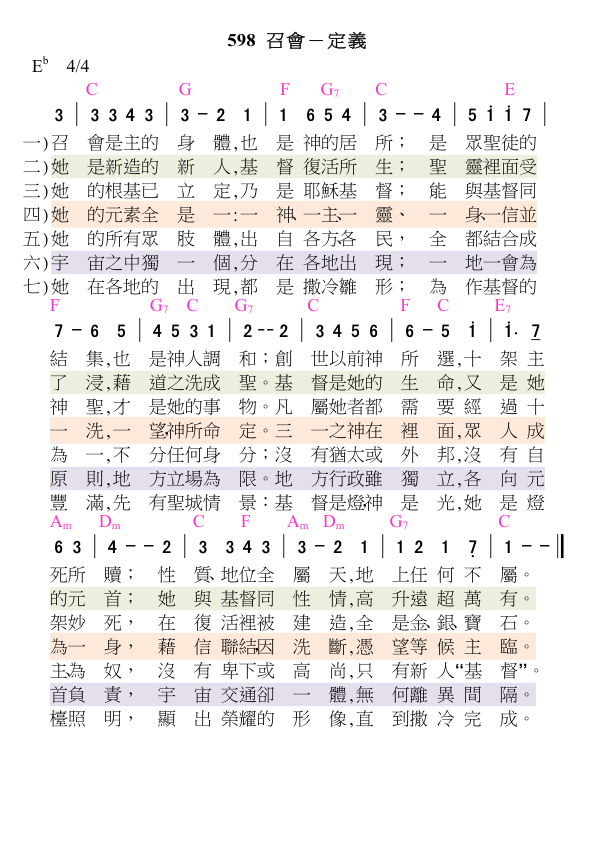 598 召會－定義
E♭ 4/4
C G F G7 C E
3 | 3 3 4 3 | 3 - 2 1 | 1 6 5 4 | 3 - - 4 | 5 i i 7 |
一)召 會是主的 身 體,也 是 神的居 所； 是 眾聖徒的
二)她 是新造的 新 人,基 督 復活所 生； 聖 靈裡面受
三)她 的根基已 立 定,乃 是 耶穌基 督； 能 與基督同
四)她 的元素全 是 一:一 神、一主、一 靈、 一 身、一信並
五)她 的所有眾 肢 體,出 自 各方、各 民， 全 都結合成
六)宇 宙之中獨 一 個,分 在 各地出 現； 一 地一會為
七)她 在各地的 出 現,都 是 撒冷雛 形； 為 作基督的
F G7 C G7 C F C E7
7 - 6 5 | 4 5 3 1 | 2 - - 2 | 3 4 5 6 | 6 - 5 i | i. 7
結 集,也 是神人調 和；創 世以前神 所 選,十 架 主
了 浸,藉 道之洗成 聖。基 督是她的 生 命,又 是 她
神 聖,才 是她的事 物。凡 屬她者都 需 要 經 過 十
一 洗,一 望,神所命 定。三 一之神在 裡 面,眾 人 成
為 一,不 分任何身 分；沒 有猶太或 外 邦,沒 有 自
原 則,地 方立場為 限。地 方行政雖 獨 立,各 向 元
豐 滿,先 有聖城情 景：基 督是燈神 是 光,她 是 燈
Am Dm C F Am Dm G7 C
6 3 | 4 - - 2 | 3 3 4 3 | 3 - 2 1 | 1 2 1 7 | 1 - - ‖
死所 贖； 性 質、地位全 屬 天,地 上任 何 不 屬。
的元 首； 她 與 基督同 性 情,高 升遠 超 萬 有。
架妙 死， 在 復 活裡被 建 造,全 是金、銀、寶 石。
為一 身， 藉 信 聯結,因 洗 斷,憑 望等 候 主 臨。
主、為 奴， 沒 有 卑下或 高 尚,只 有新 人“基 督”。
首負 責， 宇 宙 交通卻 一 體,無 何離 異 間 隔。
檯照 明， 顯 出 榮耀的 形 像,直 到撒 冷 完 成。